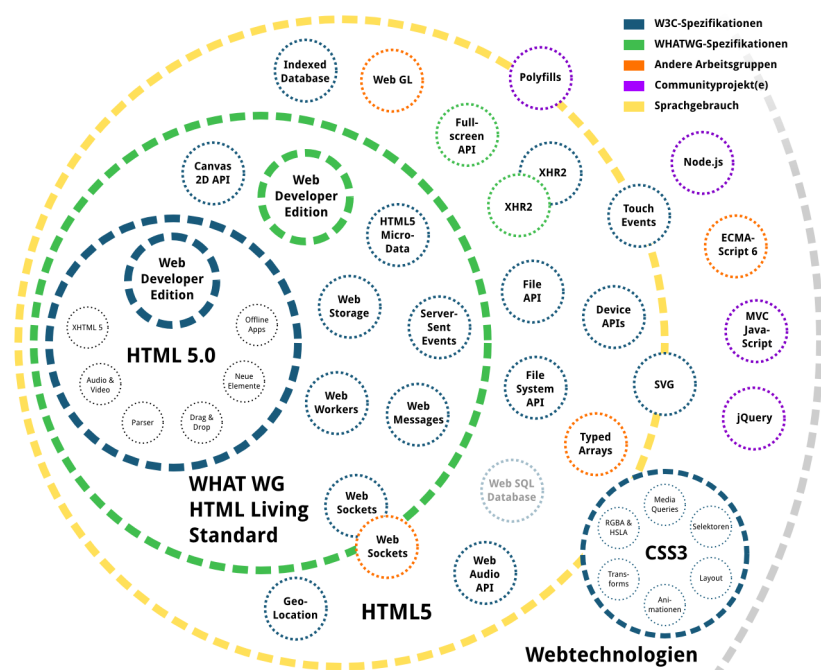 W3C-Spezifikationen
WHATWG-Spezifikationen
Andere Arbeitsgruppen
Communityprojekt(e)
Sprachgebrauch
Indexed
Database
Web GL
Polyfills
Full-
screen
API
Node.js
Canvas
2D API
Web
Developer
Edition
XHR2
XHR2
Touch
Events
HTML5
Micro-
Data
ECMA-
Script 6
Web
Developer
Edition
File
API
Web
Storage
Server-
Sent
Events
Device
APIs
MVC
Java-
Script
XHTML 5
Offline
Apps
HTML 5.0
Audio &
Video
Neue
Elemente
Parser
Drag &
Drop
Web
Workers
Web
Messages
File
System
API
SVG
jQuery
Typed
Arrays
WHAT WG
HTML Living
Standard
Web
Sockets
Web
Sockets
Web SQL
Database
Media
Queries
RGBA &
HSLA
Selektoren
CSS3
Trans-
forms
Layout
Ani-
mationen
Web
Audio
API
Geo-
Location
HTML5
Webtechnologien